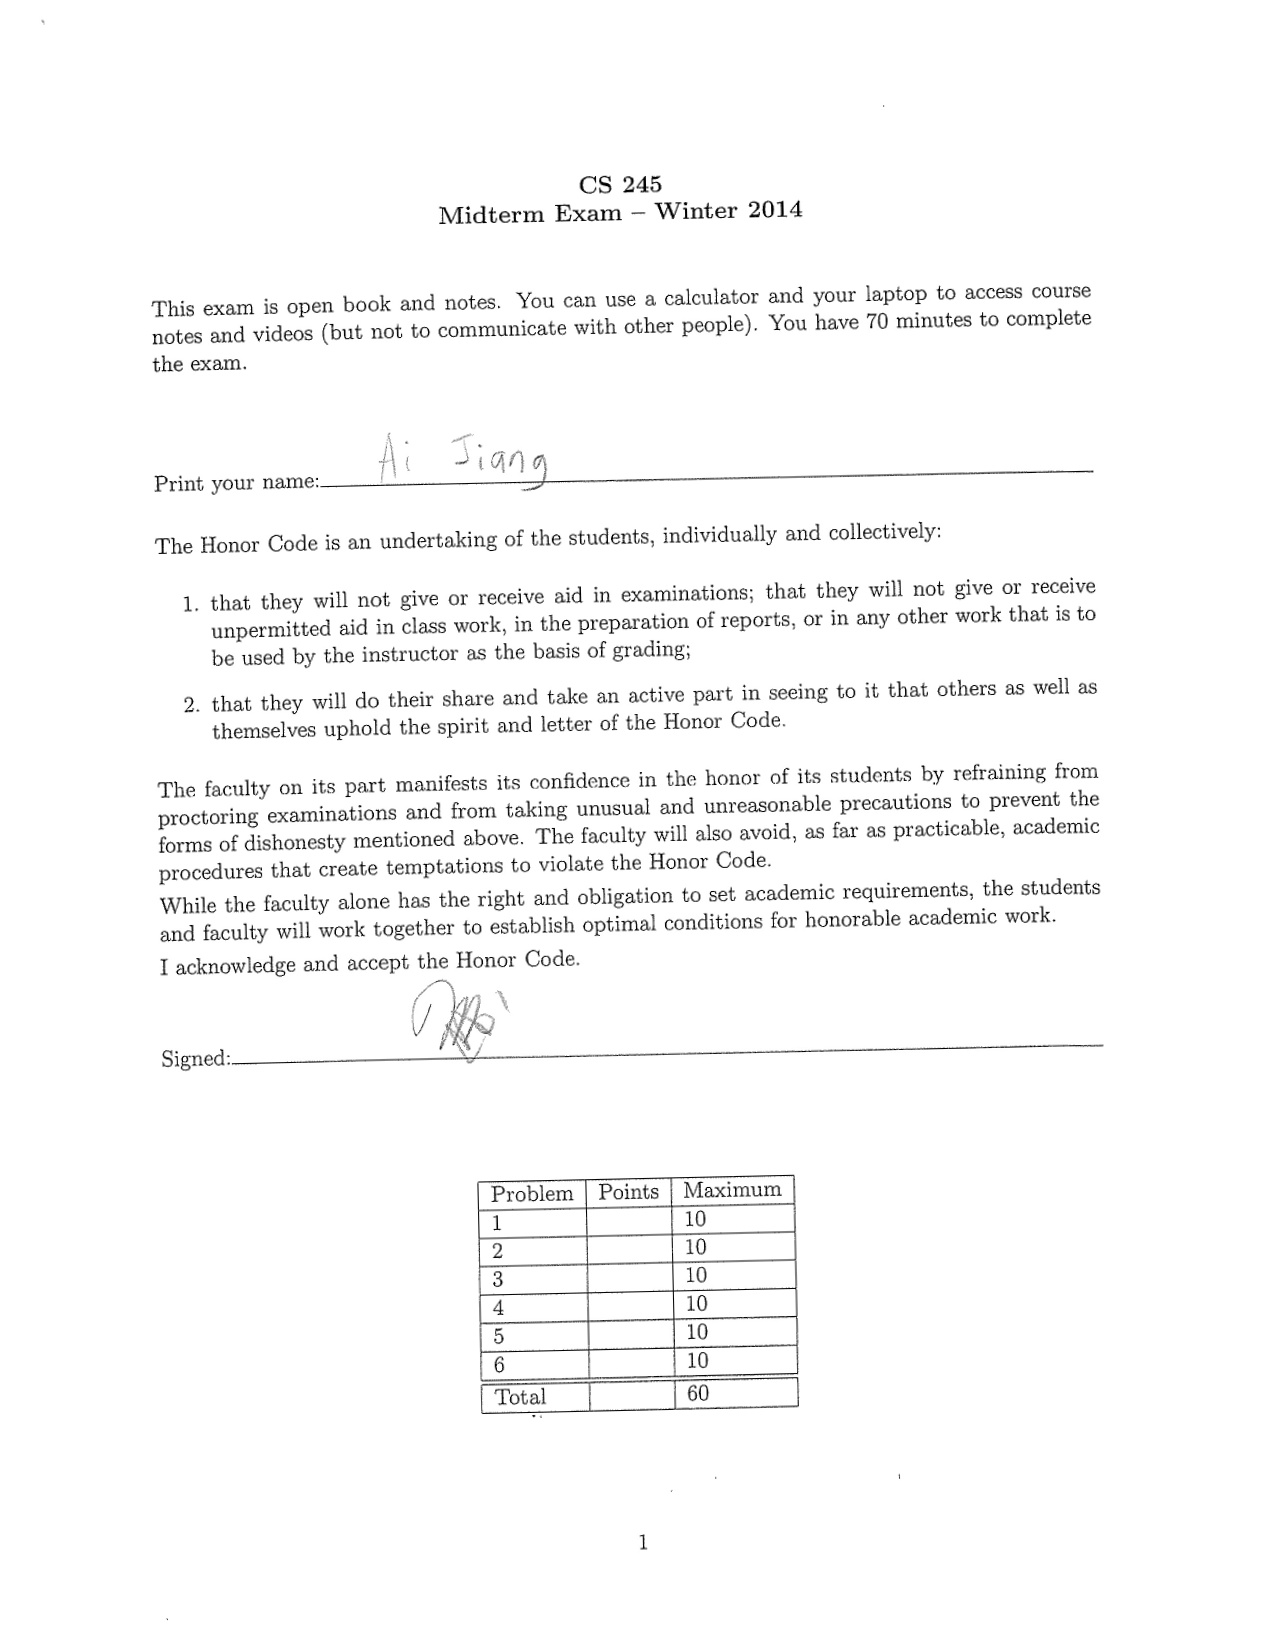 CS 245
Midterm Exam – Winter 2014
This exam is open book and notes. You can use a calculator and your laptop to access course
notes and videos (but not to communicate with other people). You have 70 minutes to complete
the exam.
Print your name: Ai Jiang
The Honor Code is an undertaking of the students, individually and collectively:
1. that they will not give or receive aid in examinations; that they will not give or receive
unpermitted aid in class work, in the preparation of reports, or in any other work that is to
be used by the instructor as the basis of grading;
2. that they will do their share and take an active part in seeing to it that others as well as
themselves uphold the spirit and letter of the Honor Code.
The faculty on its part manifests its confidence in the honor of its students by refraining from
proctoring examinations and from taking unusual and unreasonable precautions to prevent the
forms of dishonesty mentioned above. The faculty will also avoid, as far as practicable, academic
procedures that create temptations to violate the Honor Code.
While the faculty alone has the right and obligation to set academic requirements, the students
and faculty will work together to establish optimal conditions for honorable academic work.
I acknowledge and accept the Honor Code.
Signed:
Problem Points Maximum
1 10
2 10
3 10
4 10
5 10
6 10
Total 60
1